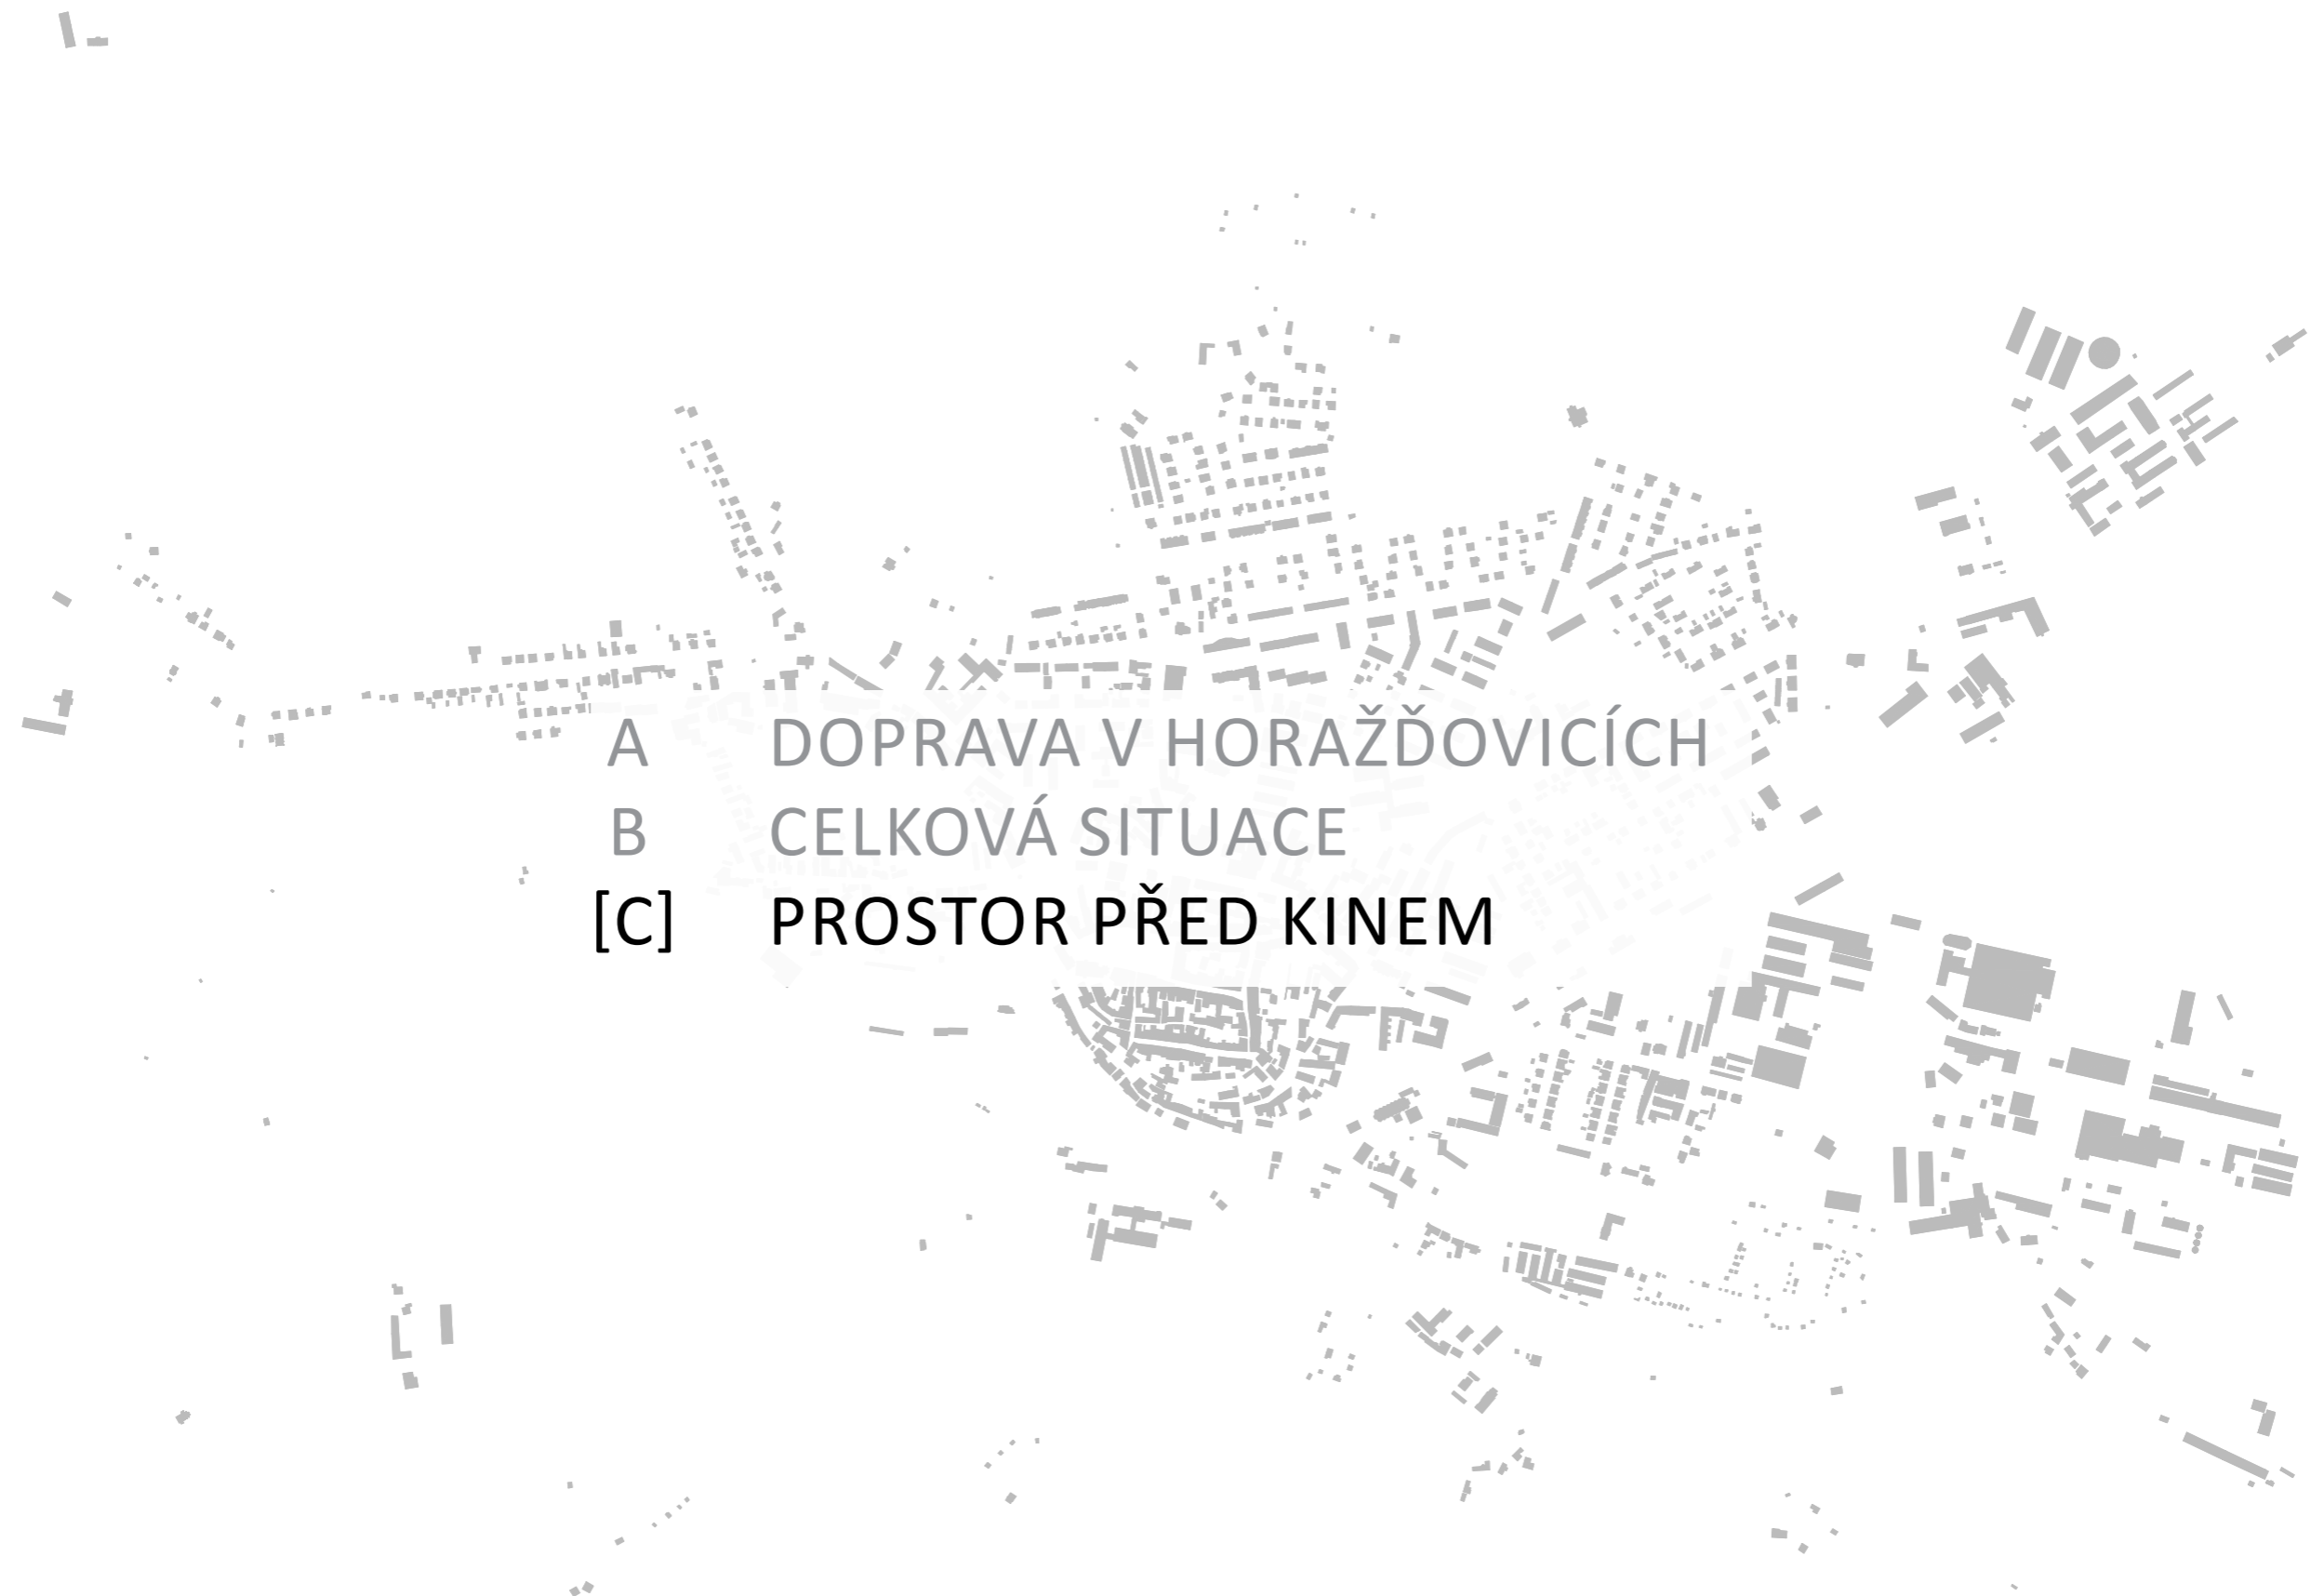 A DOPRAVA V HORAŽĎOVICÍCH
B CELKOVÁ SITUACE
[C] PROSTOR PŘED KINEM